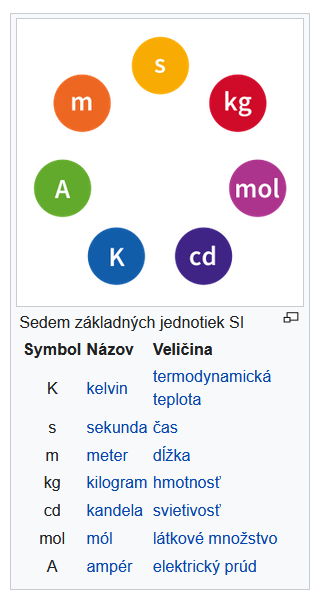 s
m
kg
A
mol
K
cd
Sedem základných jednotiek SI
Symbol Názov Veličina
K kelvin termodynamická
teplota
s sekunda čas
m meter dĺžka
kg kilogram hmotnosť
cd kandela svietivosť
mol mól látkové množstvo
A ampér elektrický prúd